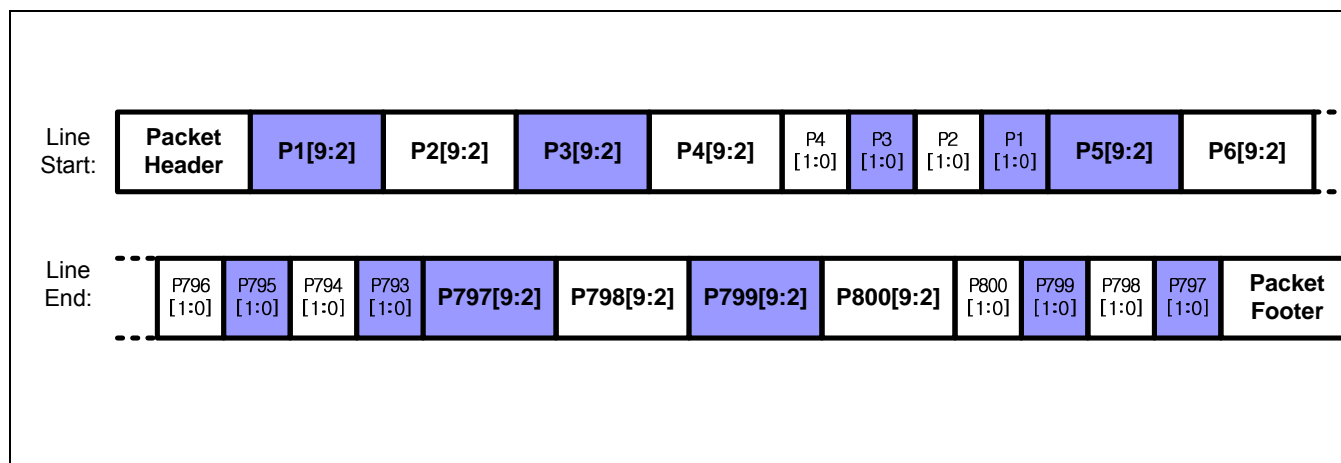 Line Start:
Packet Header
P1[9:2]
P2[9:2]
P3[9:2]
P4[9:2]
P4 [1:0]
P3 [1:0]
P2 [1:0]
P1 [1:0]
P5[9:2]
P6[9:2]
Line End:
P796 [1:0]
P795 [1:0]
P794 [1:0]
P793 [1:0]
P797[9:2]
P798[9:2]
P799[9:2]
P800[9:2]
P800 [1:0]
P799 [1:0]
P798 [1:0]
P797 [1:0]
Packet Footer